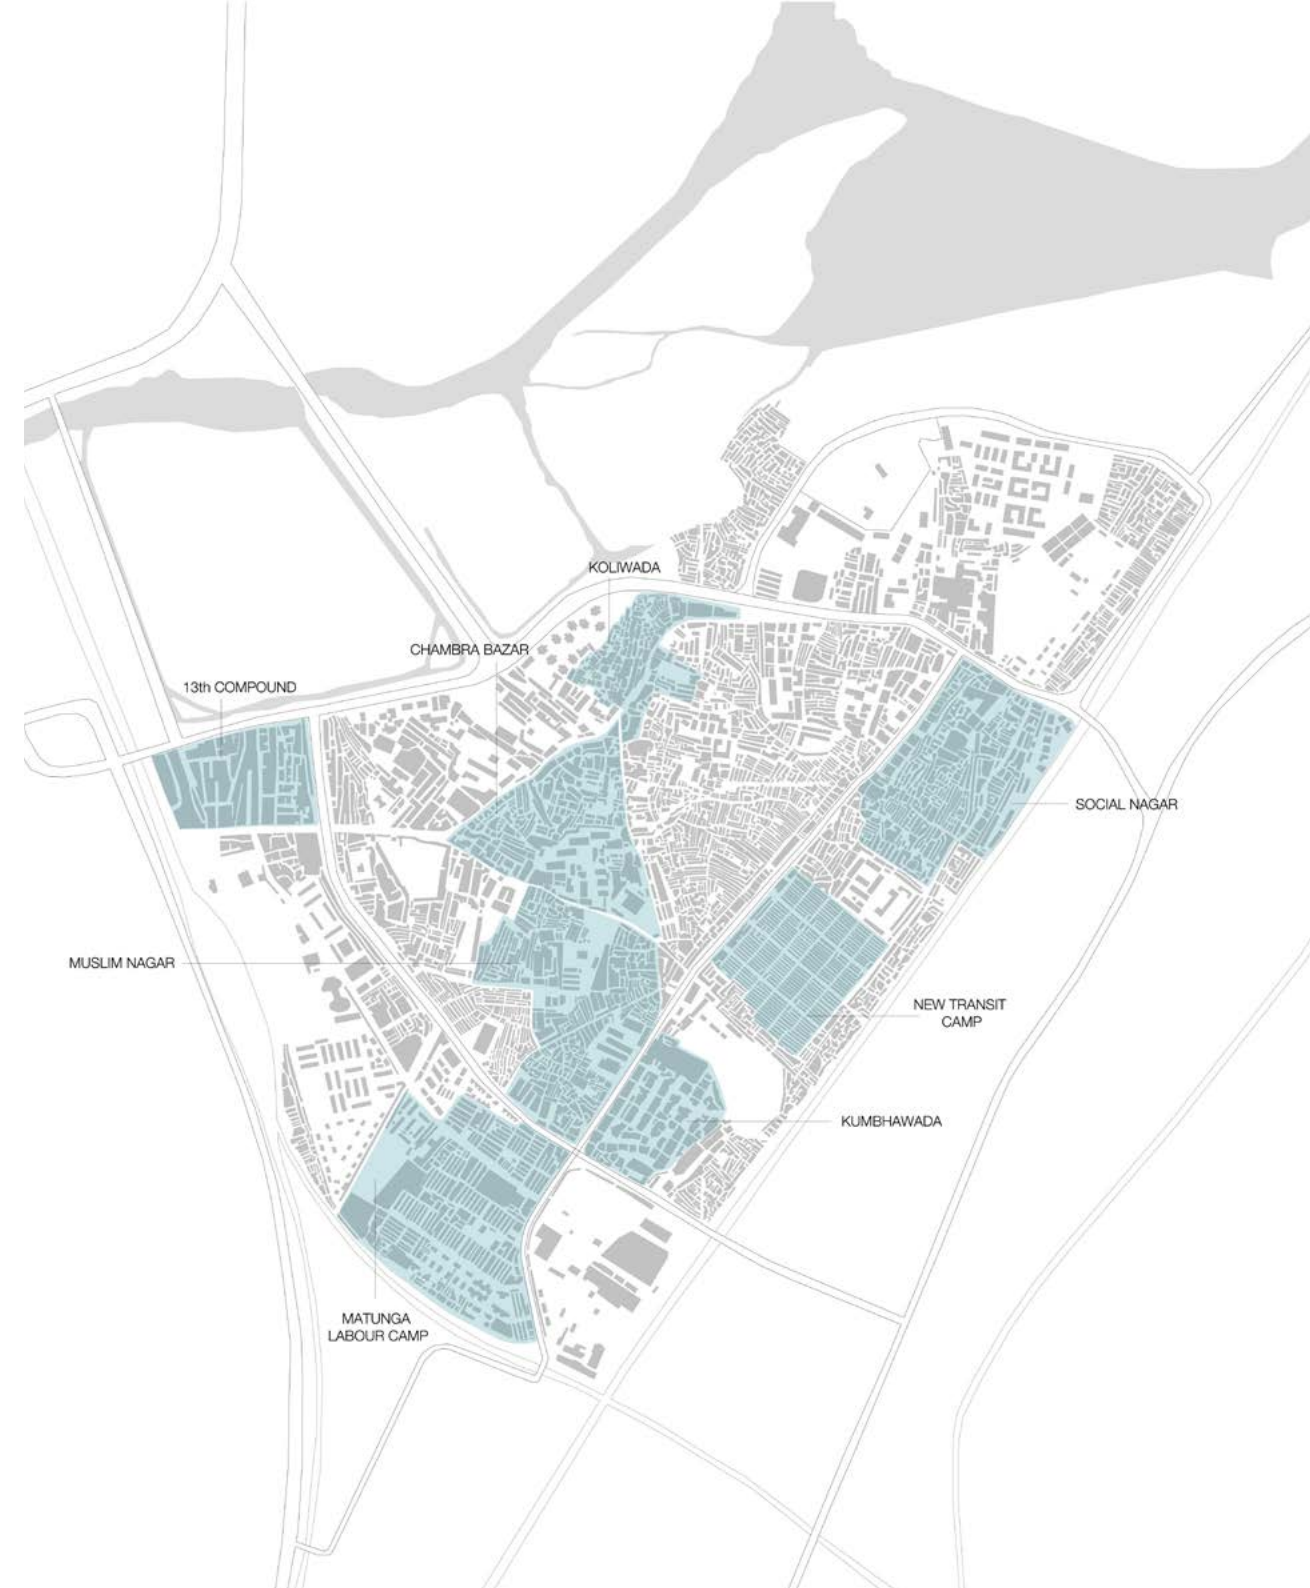 KOLIWADA
CHAMBRA BAZAR
13th COMPOUND
SOCIAL NAGAR
MUSLIM NAGAR
NEW TRANSIT
CAMP
KUMBHAWADA
MATUNGA
LABOUR CAMP